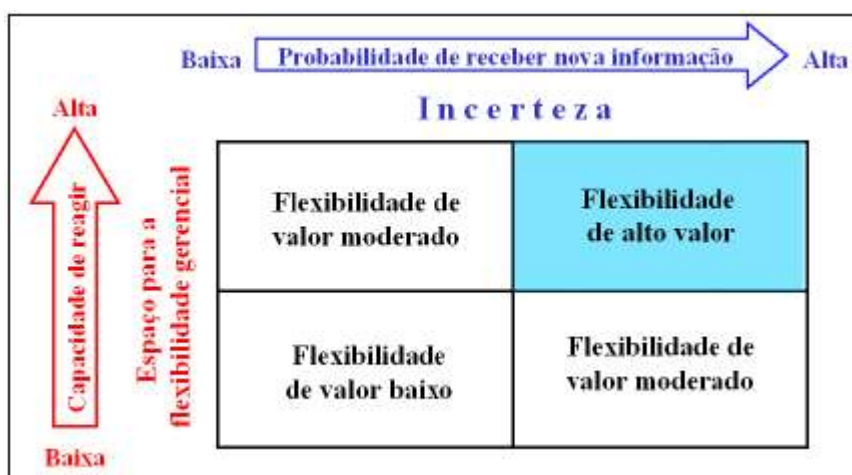 Baixa Probabilidade de receber nova informação Alta
Incerteza
Alta
Capacidade de reagir
Baixa
Espaço para a
flexibilidade gerencial
Flexibilidade de
valor moderado
Flexibilidade
de alto valor
Flexibilidade
de valor baixo
Flexibilidade de
valor moderado